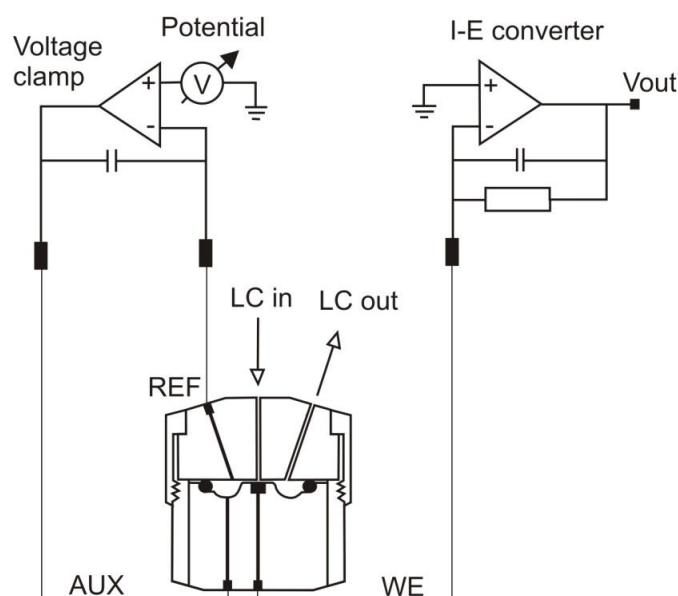 Potential
I-E converter
Voltage
clamp
+
V
-
+
-
Vout
LC in
LC out
REF
AUX
WE